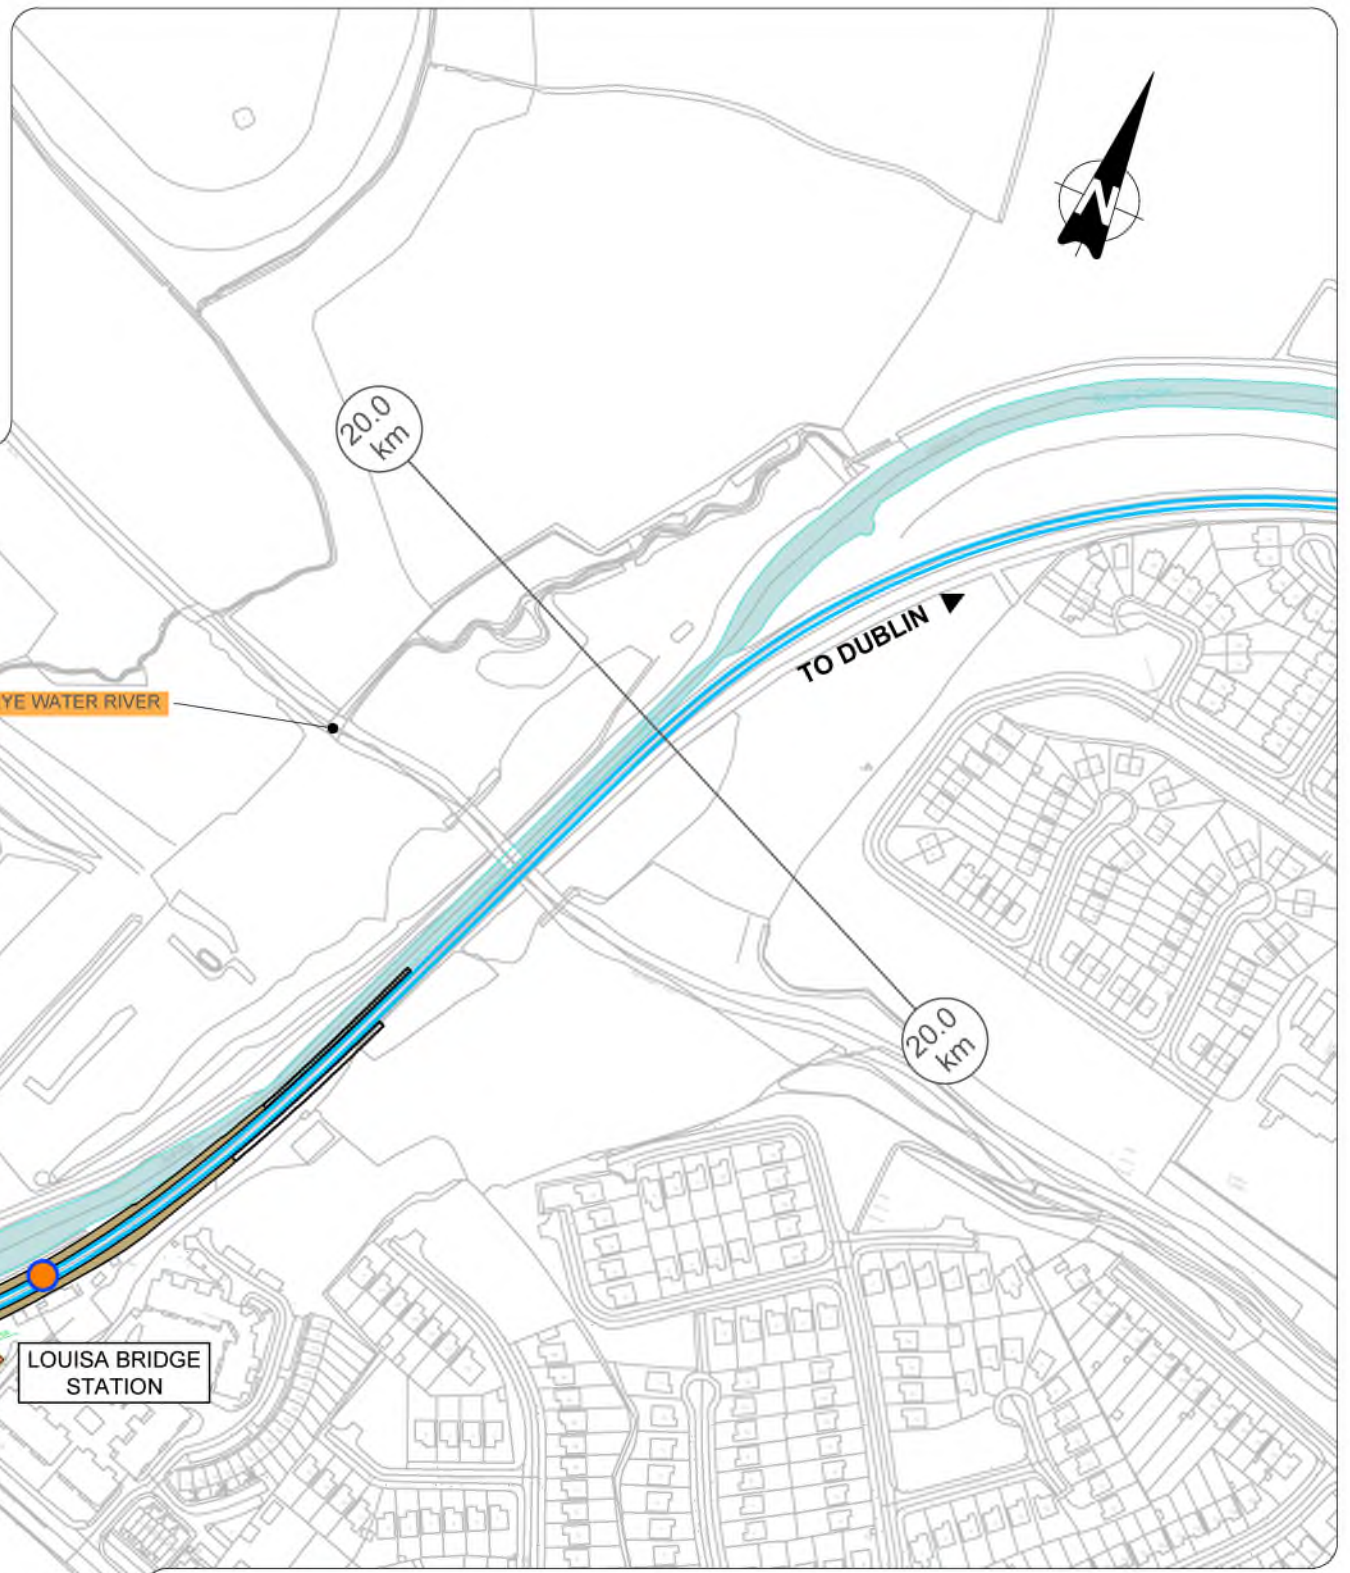 N
20.0
km
TO DUBLIN
YE WATER RIVER
20.0
km
LOUISA BRIDGE
STATION